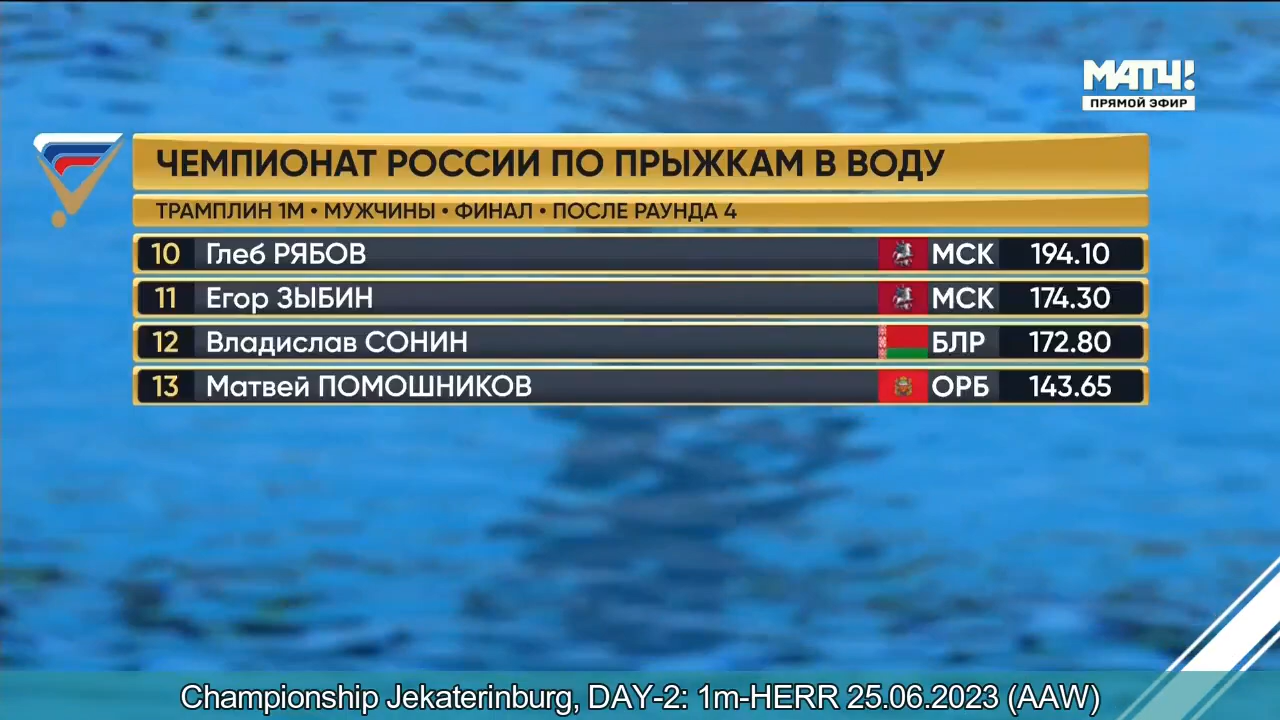 МАТЧ!
ПРЯМОЙ ЭФИР
ЧЕМПИОНАТ РОССИИ ПО ПРЫЖКАМ В ВОДУ
ТРАМПЛИН 1М • МУЖЧИНЫ • ФИНАЛ • ПОСЛЕ РАУНДА 4
10 Глеб РЯБОВ МСК 194.10
11 Егор ЗЫБИН МСК 174.30
12 Владислав СОНИН БЛР 172.80
13 Матвей ПОМОШНИКОВ ОРБ 143.65
Championship Jekaterinburg, DAY-2: 1m-HERR 25.06.2023 (AAW)